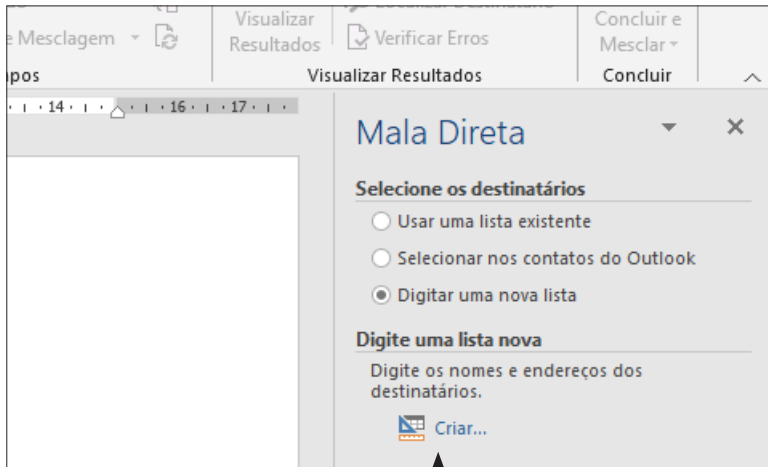 Visualizar
Resultados
Localizar Destinatário
Verificar Erros
Concluir e
Mesclar
e Mesclagem
Visualizar Resultados
Concluir
14 16 17
Mala Direta
Selecione os destinatários
Usar uma lista existente
Selecionar nos contatos do Outlook
Digitar uma nova lista
Digite uma lista nova
Digite os nomes e endereços dos
destinatários.
Criar...